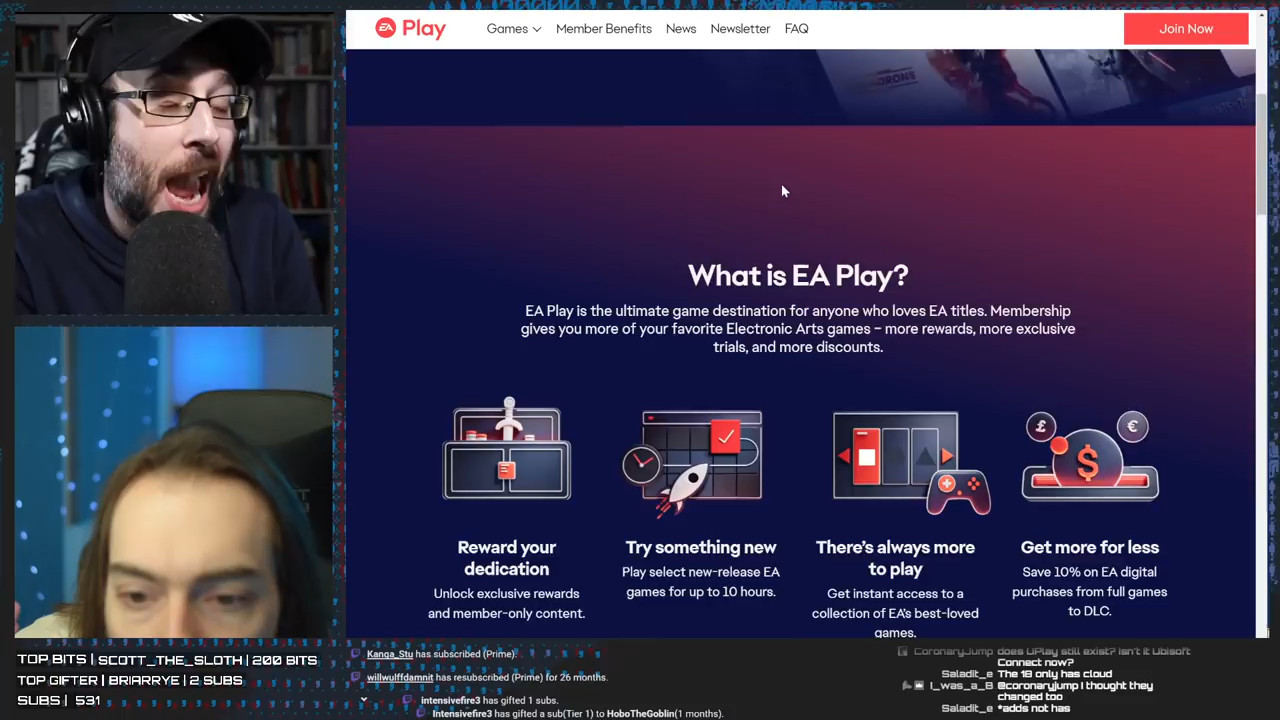 EA Play
Games
Member Benefits
News
Newsletter
FAQ
Join Now
What is EA Play?
EA Play is the ultimate game destination for anyone who loves EA titles. Membership
gives you more of your favorite Electronic Arts games – more rewards, more exclusive
trials, and more discounts.
Reward your
dedication
Unlock exclusive rewards
and member-only content.
Try something new
Play select new-release EA
games for up to 10 hours.
There's always more
to play
Get instant access to a
collection of EA's best-loved
games.
£
€
$
Get more for less
Save 10% on EA digital
purchases from full games
to DLC.
TOP BITS | SCOTT_THE_SLOTH | 200 BITS
TOP GIFTER | BRIARRYE | 2 SUBS
SUBS | 531
Kanga_Stu has subscribed (Prime).
willwulffdamnit has resubscribed (Prime) for 26 months.
intensivefire3 has gifted 1 subs.
Intensivefire3 has gifted a sub(Tier 1) to HoboTheGoblin(1 months).
CoronaryJump does UPlay still exist? isn't it Ubisoft
Connect now?
Saladit_e The 18 only has cloud
I_was_a_B @coronaryjump I thought they
changed too
Saladit_e *adds not has